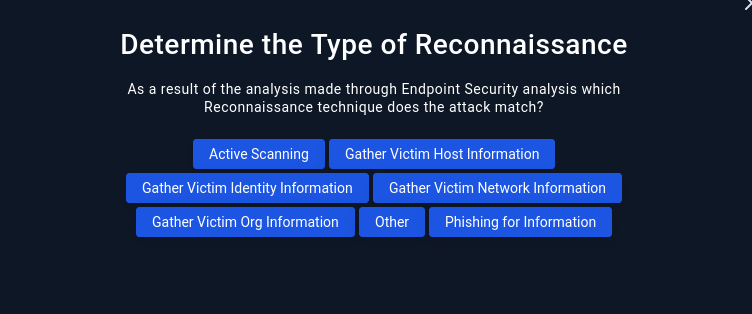 Determine the Type of Reconnaissance
As a result of the analysis made through Endpoint Security analysis which
Reconnaissance technique does the attack match?
Active Scanning Gather Victim Host Information
Gather Victim Identity Information Gather Victim Network Information
Gather Victim Org Information Other Phishing for Information